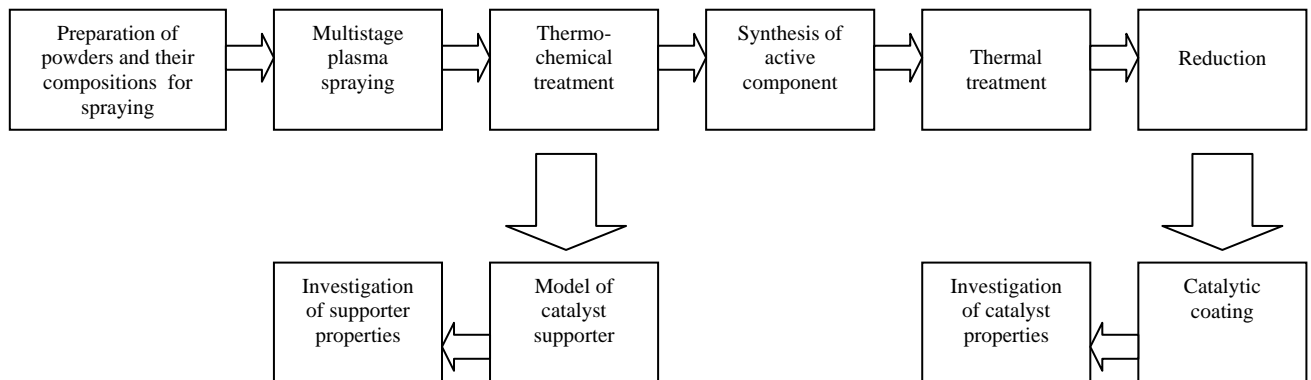 Preparation of
powders and their
compositions for
spraying
Multistage
plasma
spraying
Thermo-
chemical
treatment
Synthesis of
active
component
Thermal
treatment
Reduction
Investigation
of supporter
properties
Model of
catalyst
supporter
Investigation
of catalyst
properties
Catalytic
coating